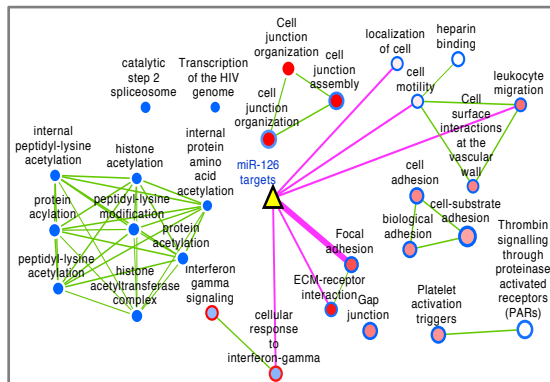 Cell
junction
organization
cell
junction
assembly
cell
junction
organization
localization
of cell
heparin
binding
cell
motility
leukocyte
migration
Cell
surface
interactions
at the
vascular
wall
catalytic
step 2
spliceosome
Transcription
of the HIV
genome
internal
peptidyl-lysine
acetylation
histone
acetylation
internal
protein
amino
acid
acetylation
miR-126
targets
protein
acylation
peptidyl-lysine
modification
protein
acetylation
peptidyl-lysine
acetylation
histone
acetyltransferase
complex
interferon
gamma
signaling
cellular
response
to
interferon-gamma
Focal
adhesion
ECM-receptor
interaction
Gap
junction
cell
adhesion
cell-substrate
adhesion
biological
adhesion
Platelet
activation
triggers
Thrombin
signalling
through
proteinase
activated
receptors
(PARs)